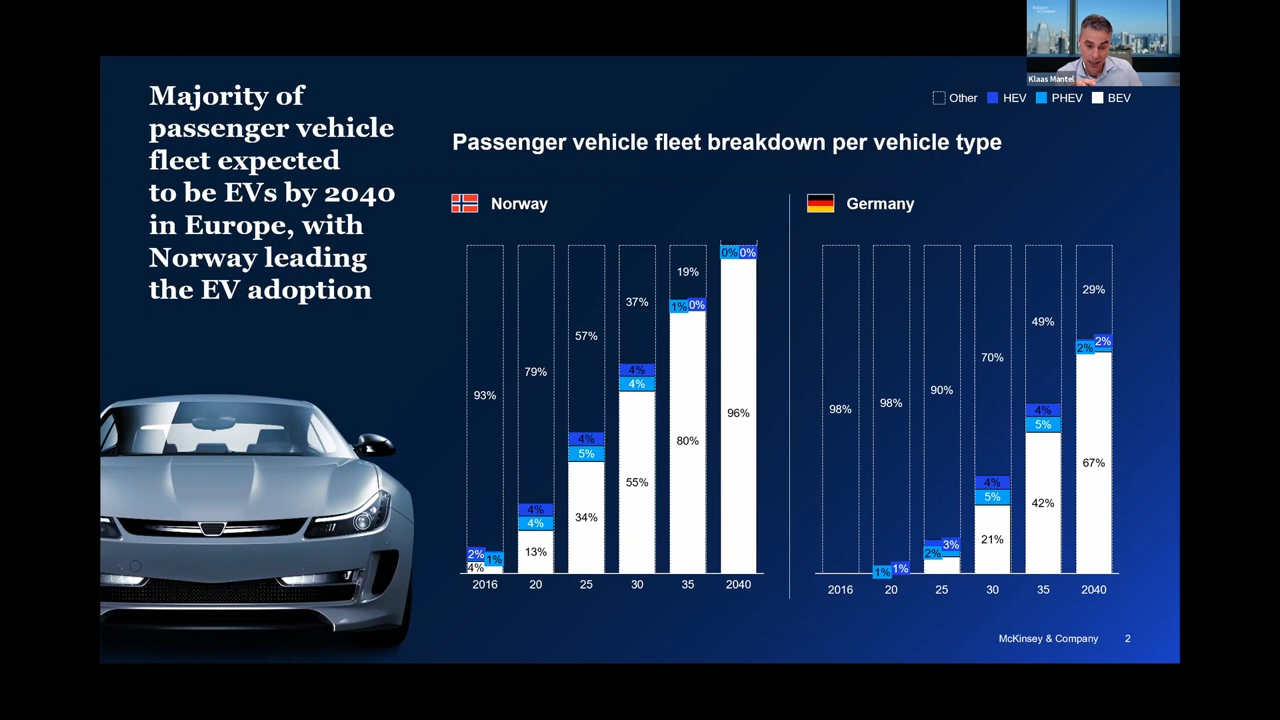 McKinsey
& Company
Klaas Mantel
Majority of
passenger vehicle
fleet expected
to be EVs by 2040
in Europe, with
Norway leading
the EV adoption
Other HEV PHEV BEV
Passenger vehicle fleet breakdown per vehicle type
Norway
93%
2%
1%
4%
79%
4%
4%
13%
57%
4%
5%
34%
37%
4%
4%
55%
19%
1%
0%
80%
0%
0%
96%
2016 20 25 30 35 2040
Germany
98%
98%
1%
1%
90%
3%
2%
70%
4%
5%
21%
49%
4%
5%
42%
29%
2%
2%
67%
2016 20 25 30 35 2040
McKinsey & Company 2